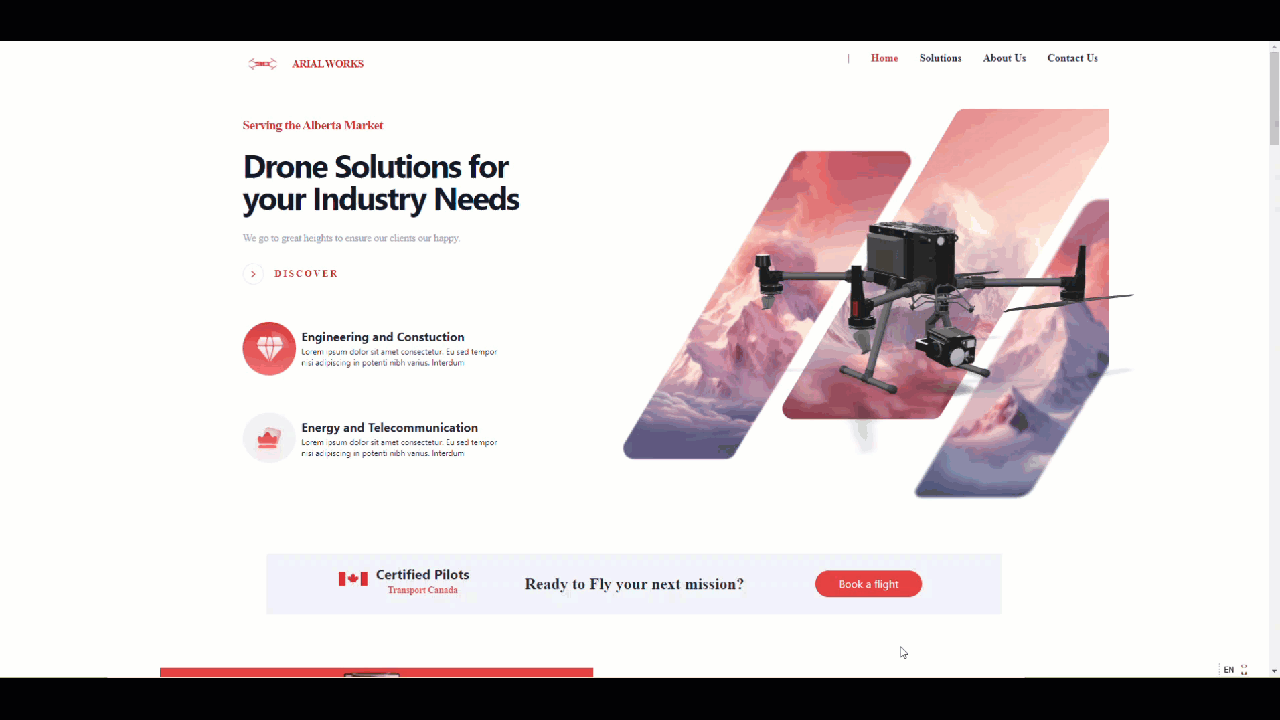 ARIAL WORKS
| Home Solutions About Us Contact Us
Serving the Alberta Market
Drone Solutions for
your Industry Needs
We go to great heights to ensure our clients our happy.
DISCOVER
Engineering and Constuction
Lorem ipsum dolor sit amet consectetur. Eu sad tempor
nisi adipiscing in potenti nibh varius. Interdum
Energy and Telecommunication
Lorem ipsum dolor sit amet consectetur. Eu sad tempor
nisi adipiscing in potenti nibh varius. Interdum
Certified Pilots
Transport Canada
Ready to Fly your next mission?
Book a flight
EN